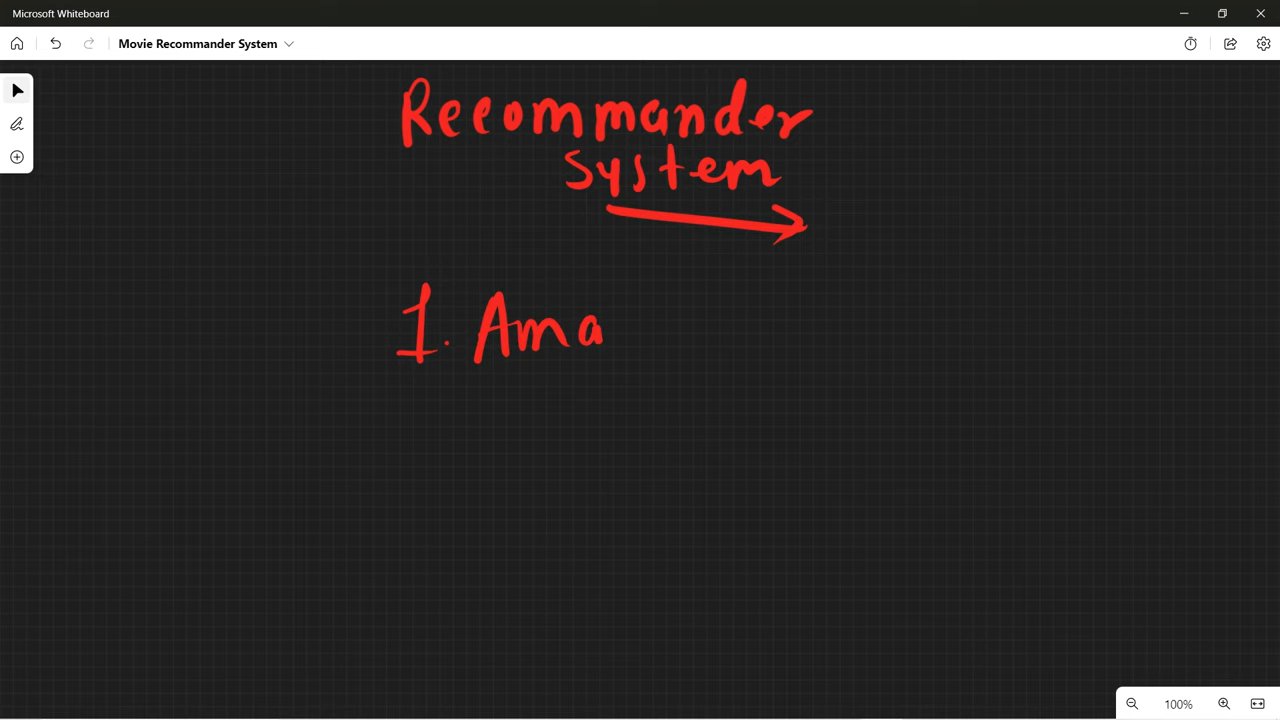 Microsoft Whiteboard
Movie Recommander System
Recommander
System
1. Ama
100%